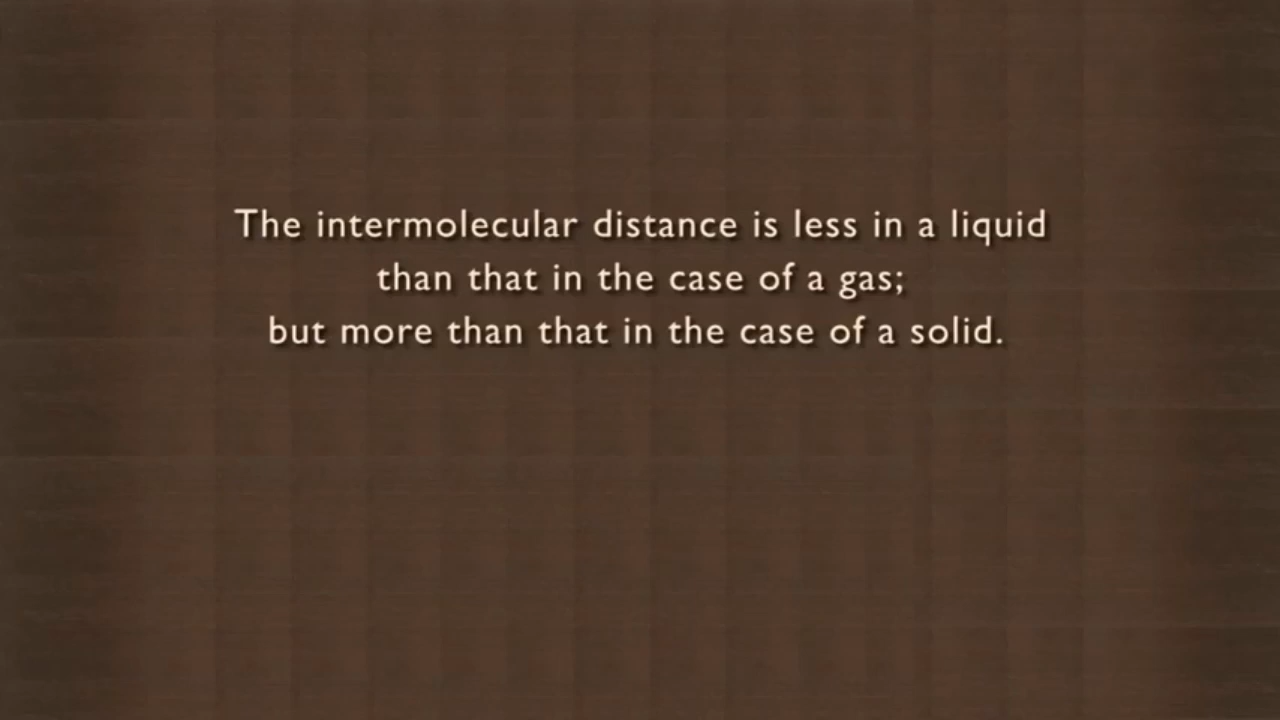 The intermolecular distance is less in a liquid
than that in the case of a gas;
but more than that in the case of a solid.